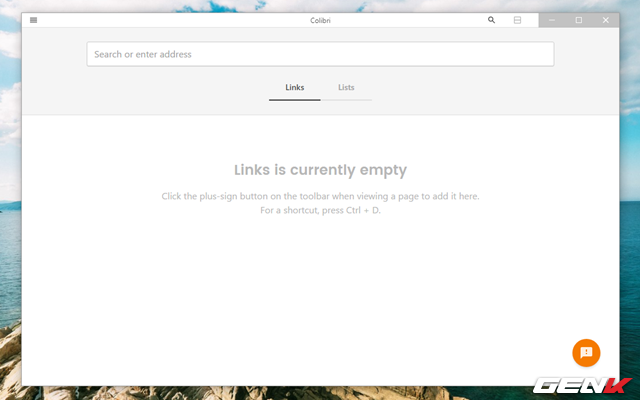 Colibri
Search or enter address
Links Lists
Links is currently empty
Click the plus-sign button on the toolbar when viewing a page to add it here.
For a shortcut, press Ctrl + D.
GENK